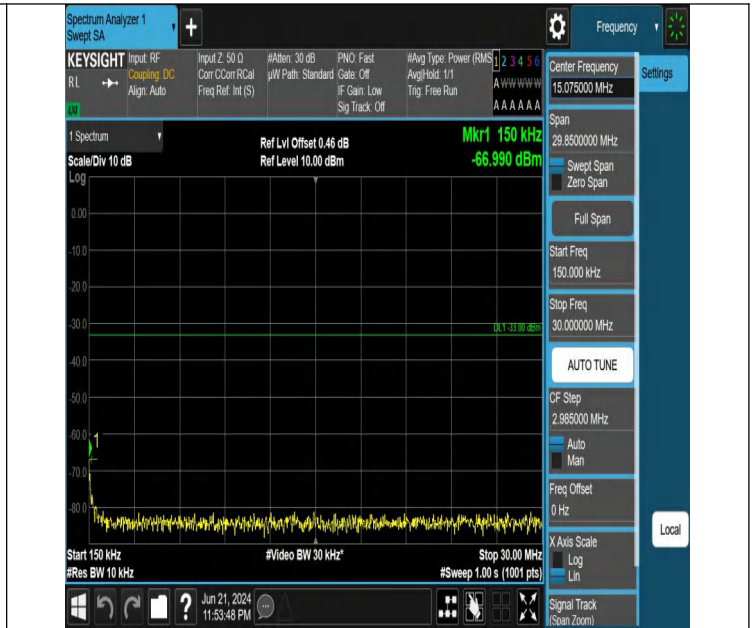 Spectrum Analyzer 1
Swept SA
+
Frequency
KEYSIGHT
RL
LXI
Input: RF
Coupling: DC
Align: Auto
Input Z: 50 Ω
Corr CCorr RCal
Freq Ref: Int (S)
#Atten: 30 dB
µW Path: Standard
PNO: Fast
Gate: Off
IF Gain: Low
Sig Track: Off
#Avg Type: Power (RMS
Avg|Hold: 1/1
Trig: Free Run
1 2 3 4 5 6
A W W W W W
A A A A A A
1 Spectrum
Scale/Div 10 dB
Log
Ref Lvl Offset 0.46 dB
Ref Level 10.00 dBm
Mkr1 150 kHz
-66.990 dBm
0.00
-10.0
-20.0
-30.0
DL1 -33.00 dBm
-40.0
-50.0
-60.0
1
-70.0
-80.0
Start 150 kHz
#Res BW 10 kHz
#Video BW 30 kHz*
Stop 30.00 MHz
#Sweep 1.00 s (1001 pts)
Center Frequency
15.075000 MHz
Span
29.8500000 MHz
Swept Span
Zero Span
Full Span
Start Freq
150.000 kHz
Stop Freq
30.000000 MHz
AUTO TUNE
CF Step
2.985000 MHz
Auto
Man
Freq Offset
0 Hz
X Axis Scale
Log
Lin
Signal Track
(Span Zoom)
Settings
Local
?
Jun 21, 2024
11:53:48 PM